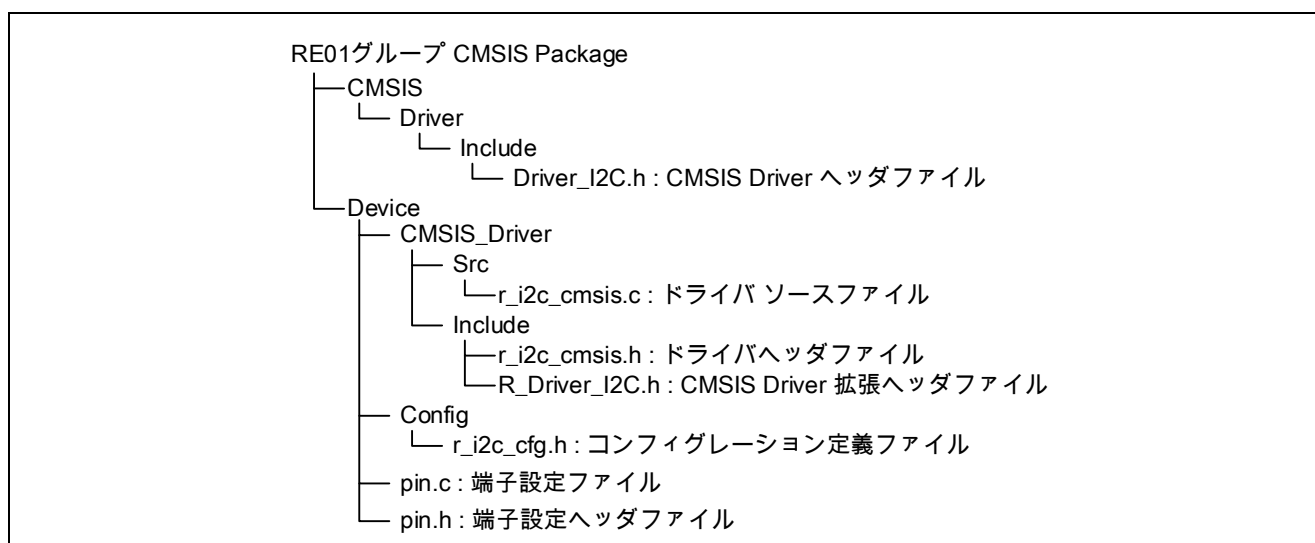 RE01グループ CMSIS Package
CMSIS
Driver
Include
Driver_I2C.h : CMSIS Driver ヘッダファイル
Device
CMSIS_Driver
Src
r_i2c_cmsis.c : ドライバ ソースファイル
Include
r_i2c_cmsis.h : ドライバヘッダファイル
R_Driver_I2C.h : CMSIS Driver 拡張ヘッダファイル
Config
r_i2c_cfg.h : コンフィグレーション定義ファイル
pin.c : 端子設定ファイル
pin.h : 端子設定ヘッダファイル